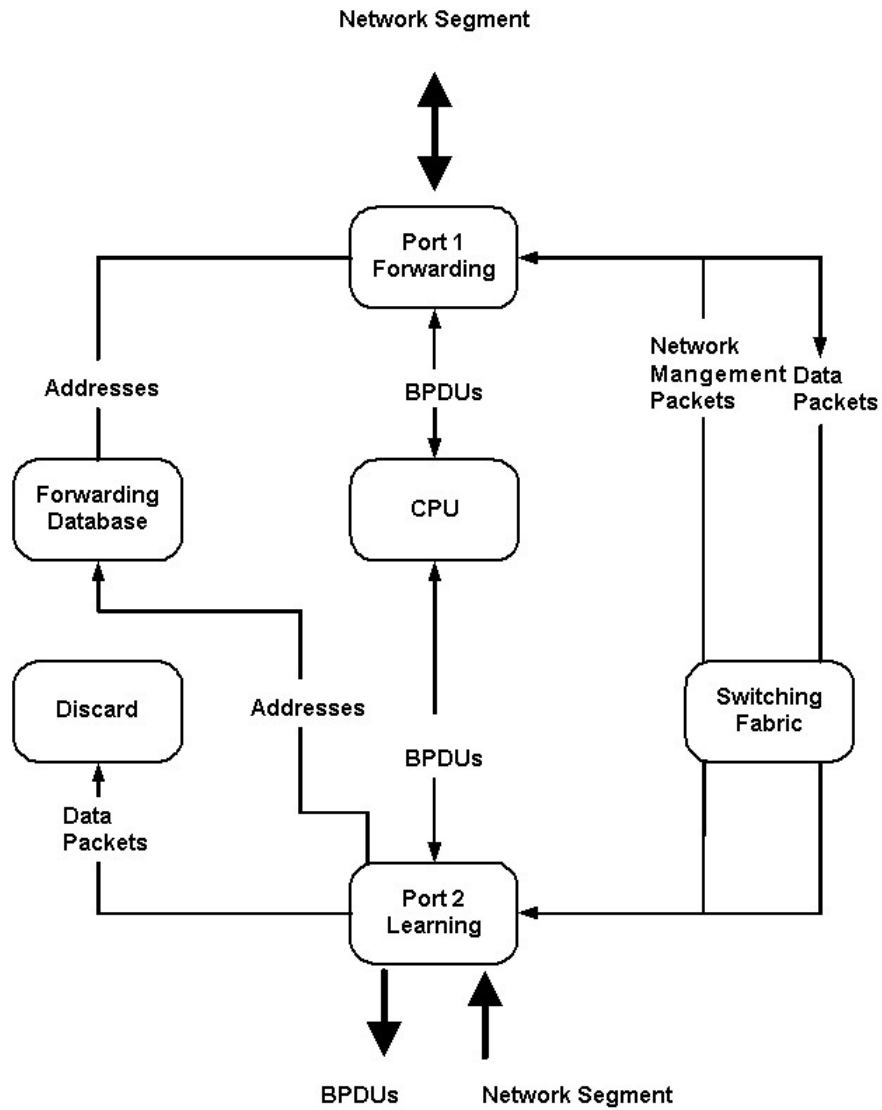 Network Segment
Port 1
Forwarding
Addresses
BPDUs
Network
Mangement
Packets
Data
Packets
Forwarding
Database
CPU
Discard
Addresses
Switching
Fabric
BPDUs
Data
Packets
Port 2
Learning
BPDUs
Network Segment